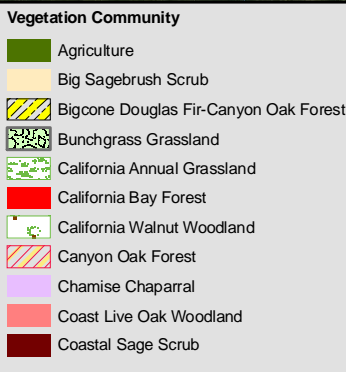 Vegetation Community
Agriculture
Big Sagebrush Scrub
Bigcone Douglas Fir-Canyon Oak Forest
Bunchgrass Grassland
California Annual Grassland
California Bay Forest
California Walnut Woodland
Canyon Oak Forest
Chamise Chaparral
Coast Live Oak Woodland
Coastal Sage Scrub